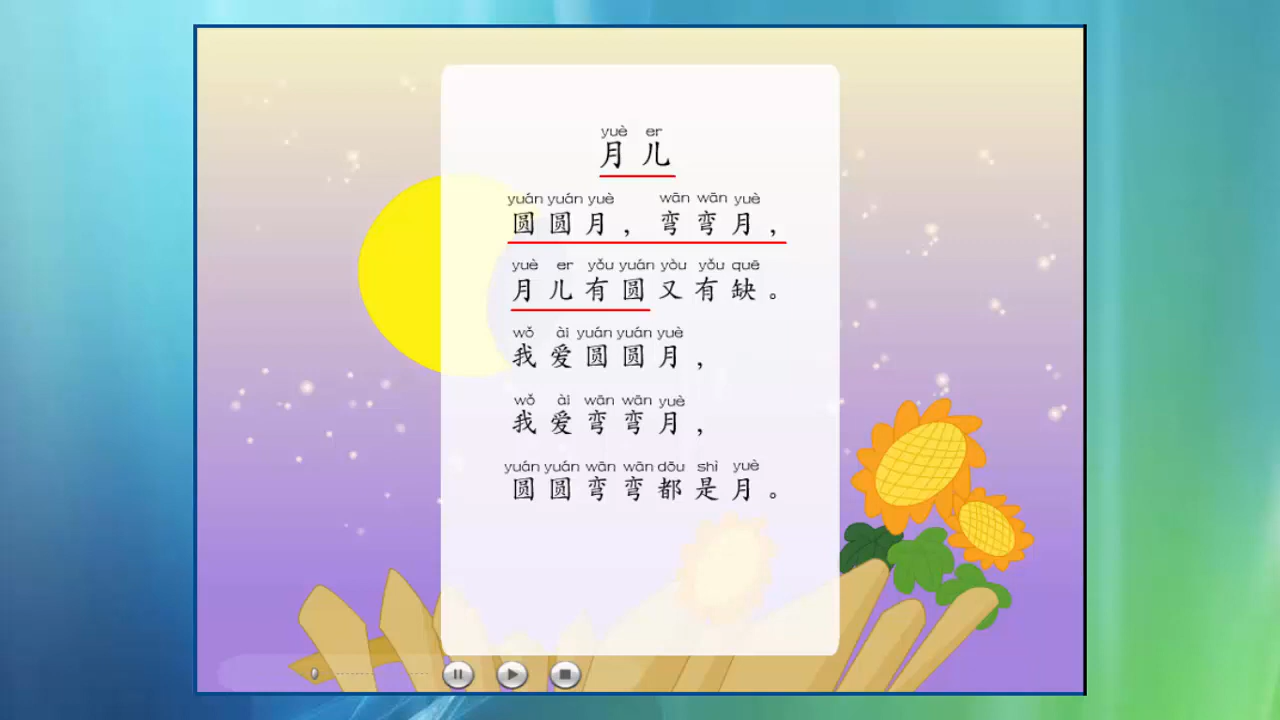 yuè er
月儿
yuán yuán yuè wān wān yuè
圆圆月，弯弯月，
yuè er yǒu yuán yòu yǒu quē
月儿有圆又有缺。
wǒ ài yuán yuán yuè
我爱圆圆月，
wǒ ài wān wān yuè
我爱弯弯月，
yuán yuán wān wān dōu shì yuè
圆圆弯弯都是月。